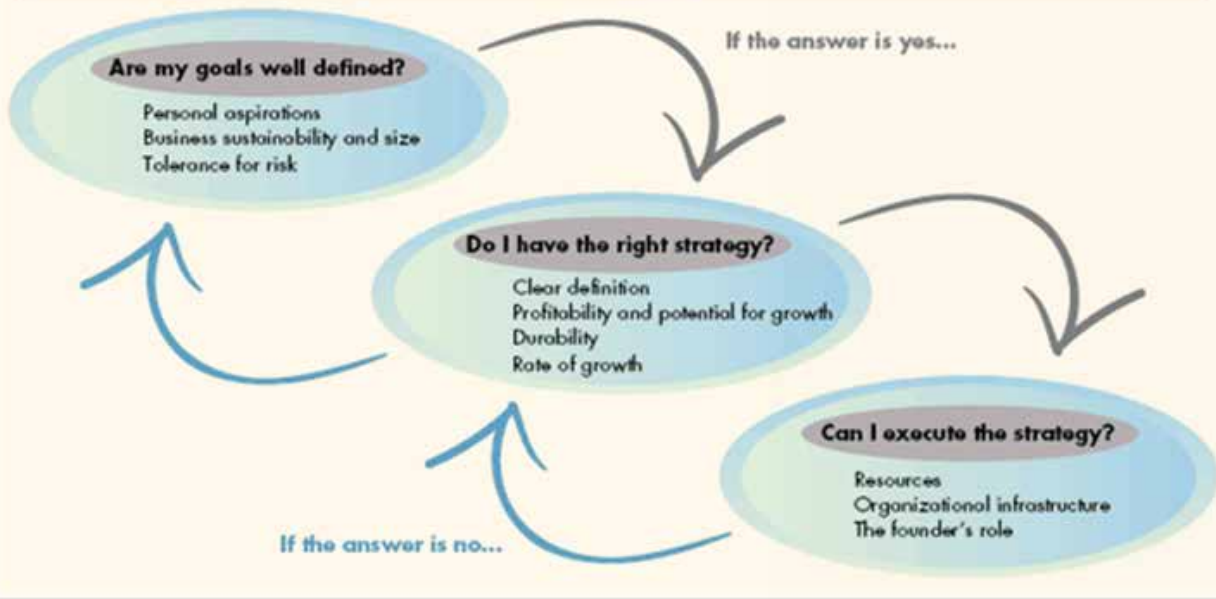 Are my goals well defined?
Personal aspirations
Business sustainability and size
Tolerance for risk
If the answer is yes...
Do I have the right strategy?
Clear definition
Profitability and potential for growth
Durability
Rate of growth
Can I execute the strategy?
Resources
Organizational infrastructure
The founder's role
If the answer is no...